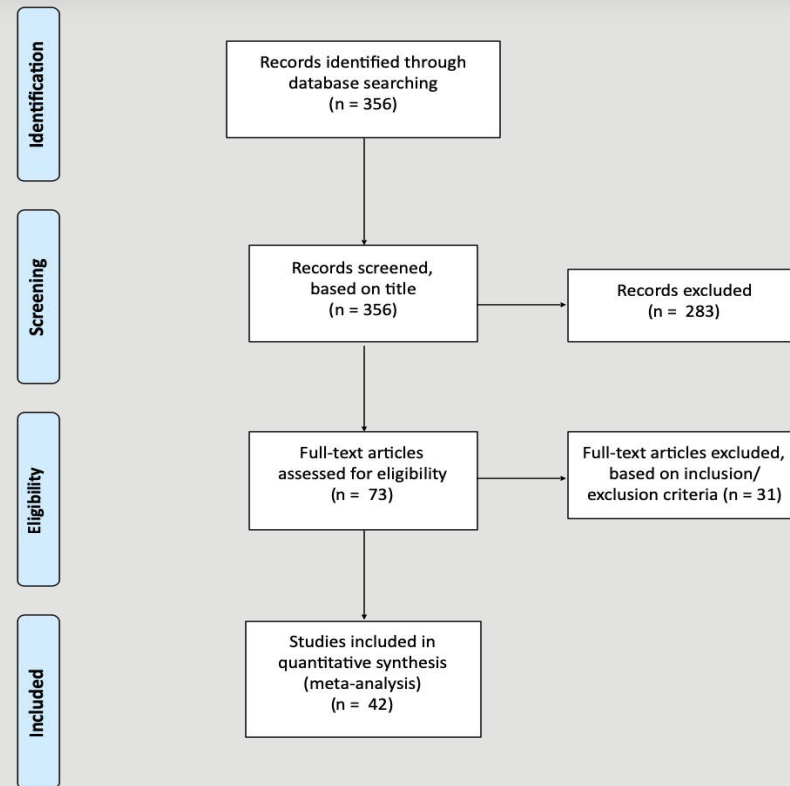 Identification
Records identified through
database searching
(n = 356)
Screening
Records screened,
based on title
(n = 356)
Records excluded
(n =  283)
Eligibility
Full-text articles
assessed for eligibility
(n =  73)
Full-text articles excluded,
based on inclusion/
exclusion criteria (n = 31)
Included
Studies included in
quantitative synthesis
(meta-analysis)
(n =  42)